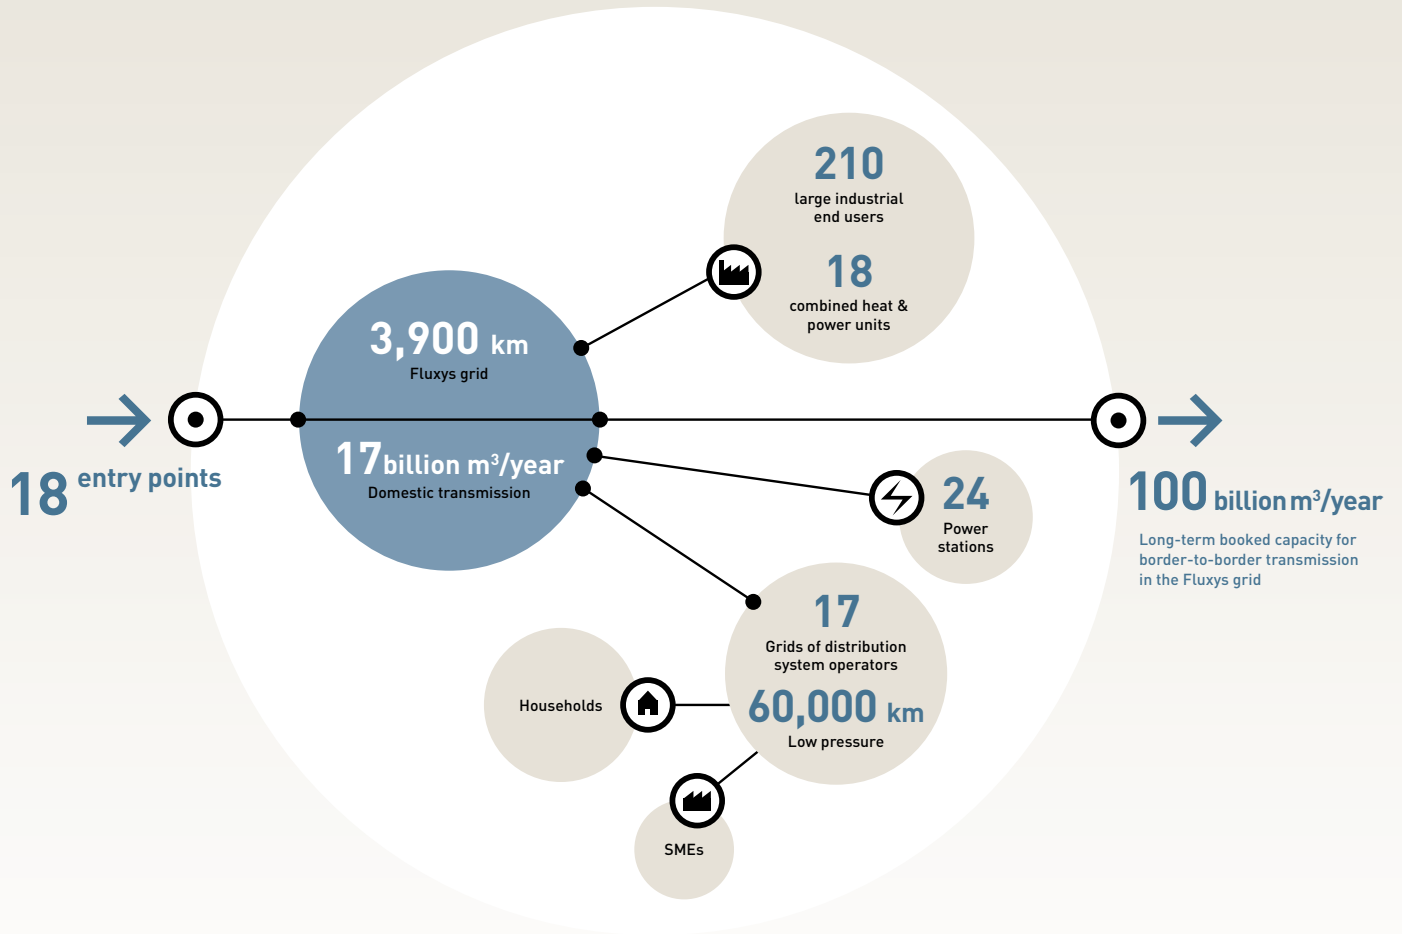 210
large industrial
end users
18
combined heat &
power units
3,900 km
Fluxys grid
17 billion m³/year
Domestic transmission
18 entry points
24
Power
stations
100 billion m³/year
Long-term booked capacity for
border-to-border transmission
in the Fluxys grid
17
Grids of distribution
system operators
60,000 km
Low pressure
Households
SMEs